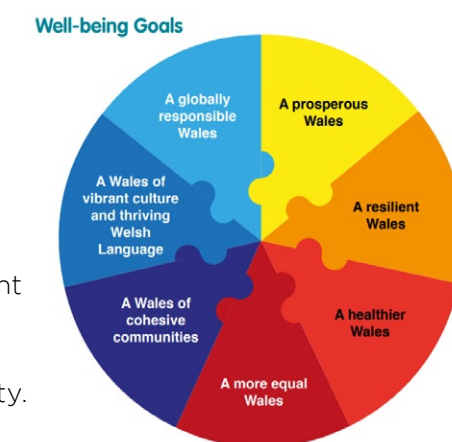 Well-being Goals
A globally
responsible
Wales
A prosperous
Wales
A Wales of
vibrant culture
and thriving
Welsh
Language
A resilient
Wales
A Wales of
cohesive
communities
A healthier
Wales
A more equal
Wales